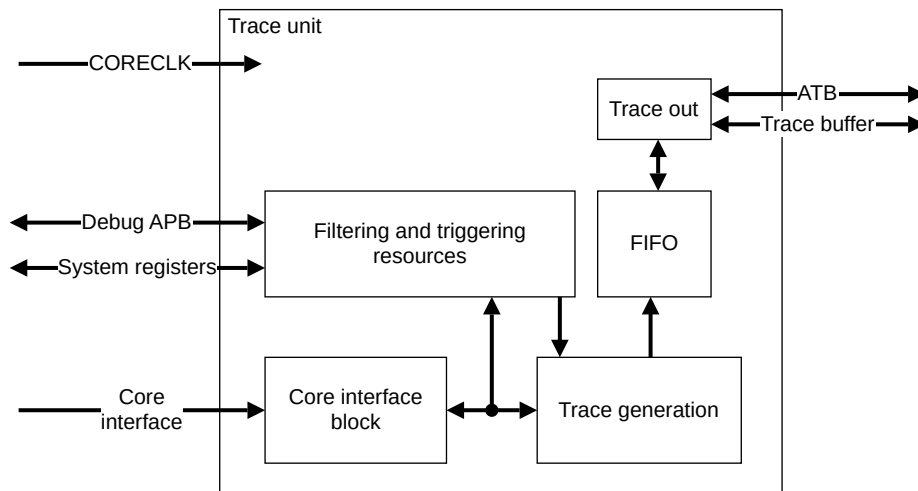 Trace unit
CORECLK
ATB
Trace out
Trace buffer
Debug APB
Filtering and triggering
resources
FIFO
System registers
Core
interface
Core interface
block
Trace generation